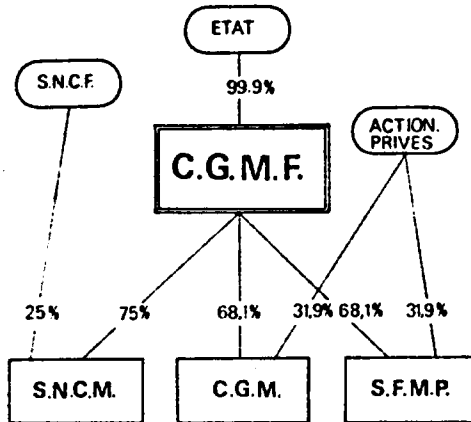 ETAT
S.N.C.F.
99.9%
ACTION.
PRIVES
C.G.M.F.
25%
75%
68,1%
31,9%
68,1%
31,9%
S.N.C.M.
C.G.M.
S.F.M.P.